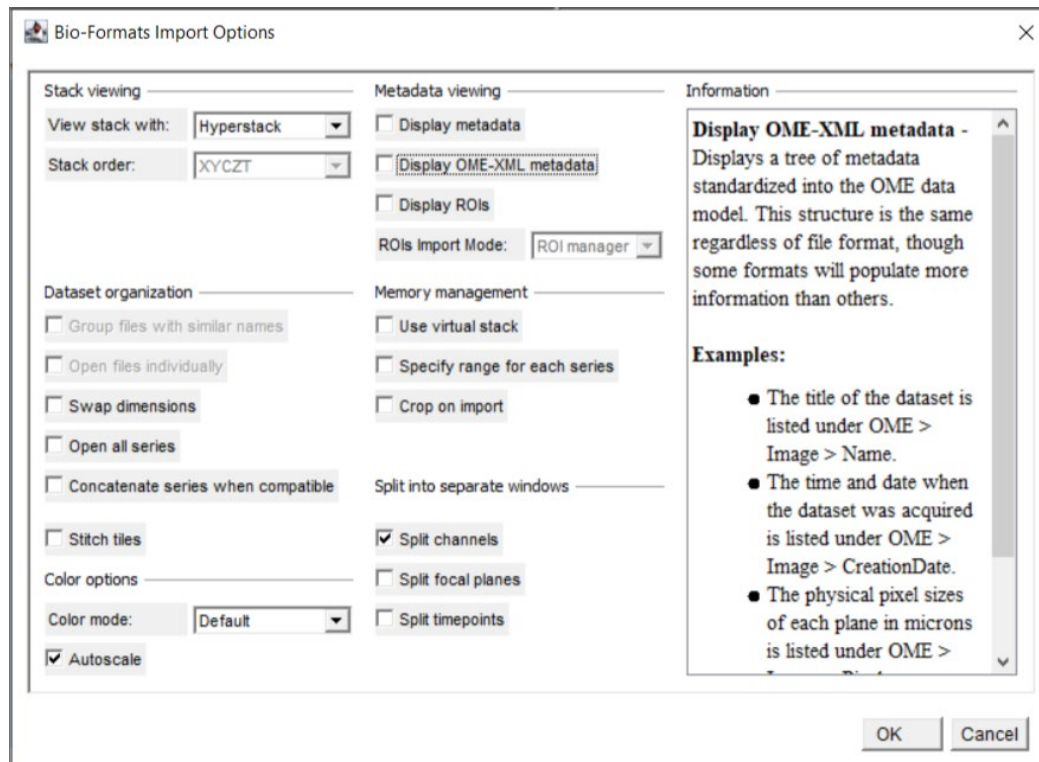 Bio-Formats Import Options
Stack viewing
View stack with: Hyperstack
Stack order: XYCZT
Dataset organization
Group files with similar names
Open files individually
Swap dimensions
Open all series
Concatenate series when compatible
Stitch tiles
Color options
Color mode: Default
Autoscale
Metadata viewing
Display metadata
Display OME-XML metadata
Display ROIs
ROIs Import Mode: ROI manager
Memory management
Use virtual stack
Specify range for each series
Crop on import
Split into separate windows
Split channels
Split focal planes
Split timepoints
Information
Display OME-XML metadata -
Displays a tree of metadata
standardized into the OME data
model. This structure is the same
regardless of file format, though
some formats will populate more
information than others.
Examples:
The title of the dataset is
listed under OME >
Image > Name.
The time and date when
the dataset was acquired
is listed under OME >
Image > CreationDate.
The physical pixel sizes
of each plane in microns
is listed under OME >
OK Cancel